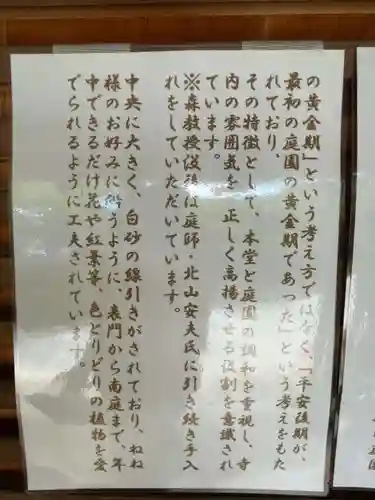 の黄金期」という考え方ではなく、「平安後期が、
最初の庭園の黄金期であった」という考えをもた
れており、
その特徴として、本堂と庭園の調和を重視し、寺
内の雰囲気を 正しく高揚させる役割を意識され
ています。
※森教授没後は庭師・北山安夫氏に引き続き手入
れをしていただいています。
中央に大きく、白砂の線引きがされており、ねね
様のお好みに沿うように、表門から南庭まで、年
中できるだけ花や紅葉等、色とりどりの植物を愛
でられるように工夫されています。